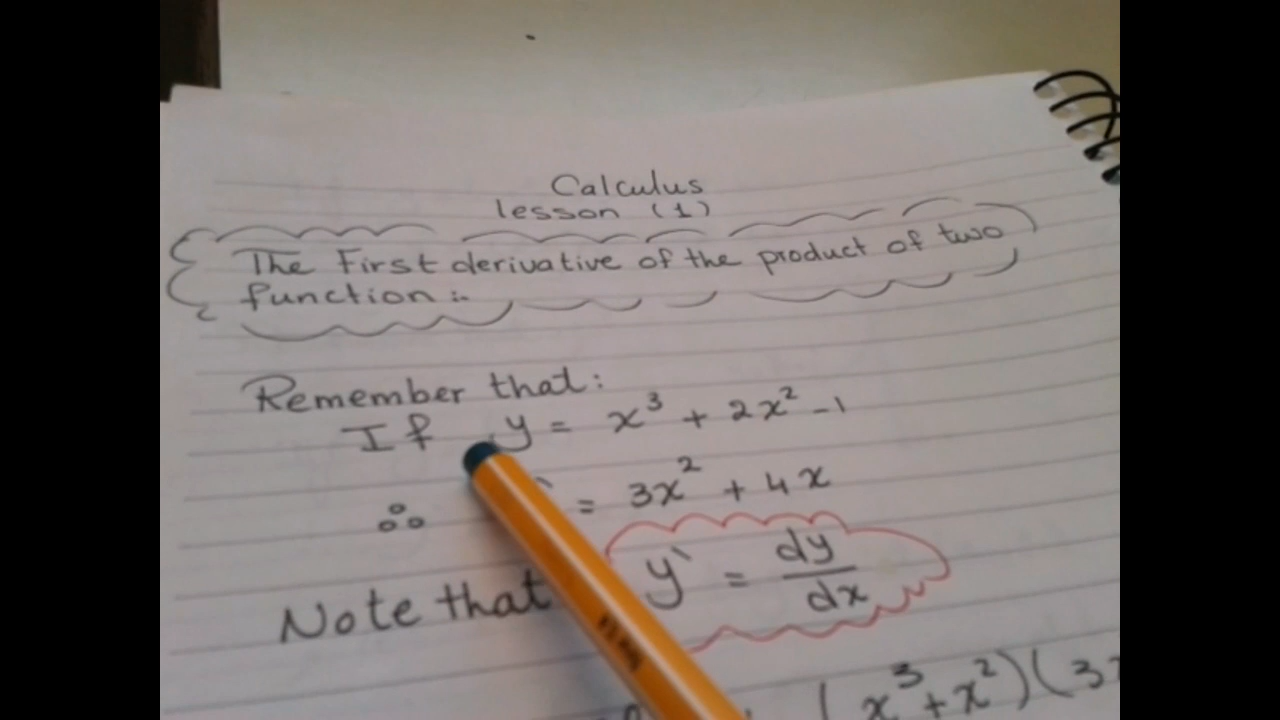 Calculus
lesson (1)
The First derivative of the product of two
function :-
Remember that:
If y = x³ + 2x² - 1
∴ = 3x² + 4x
Note that y` = dy/dx
(x³+x²)(3x